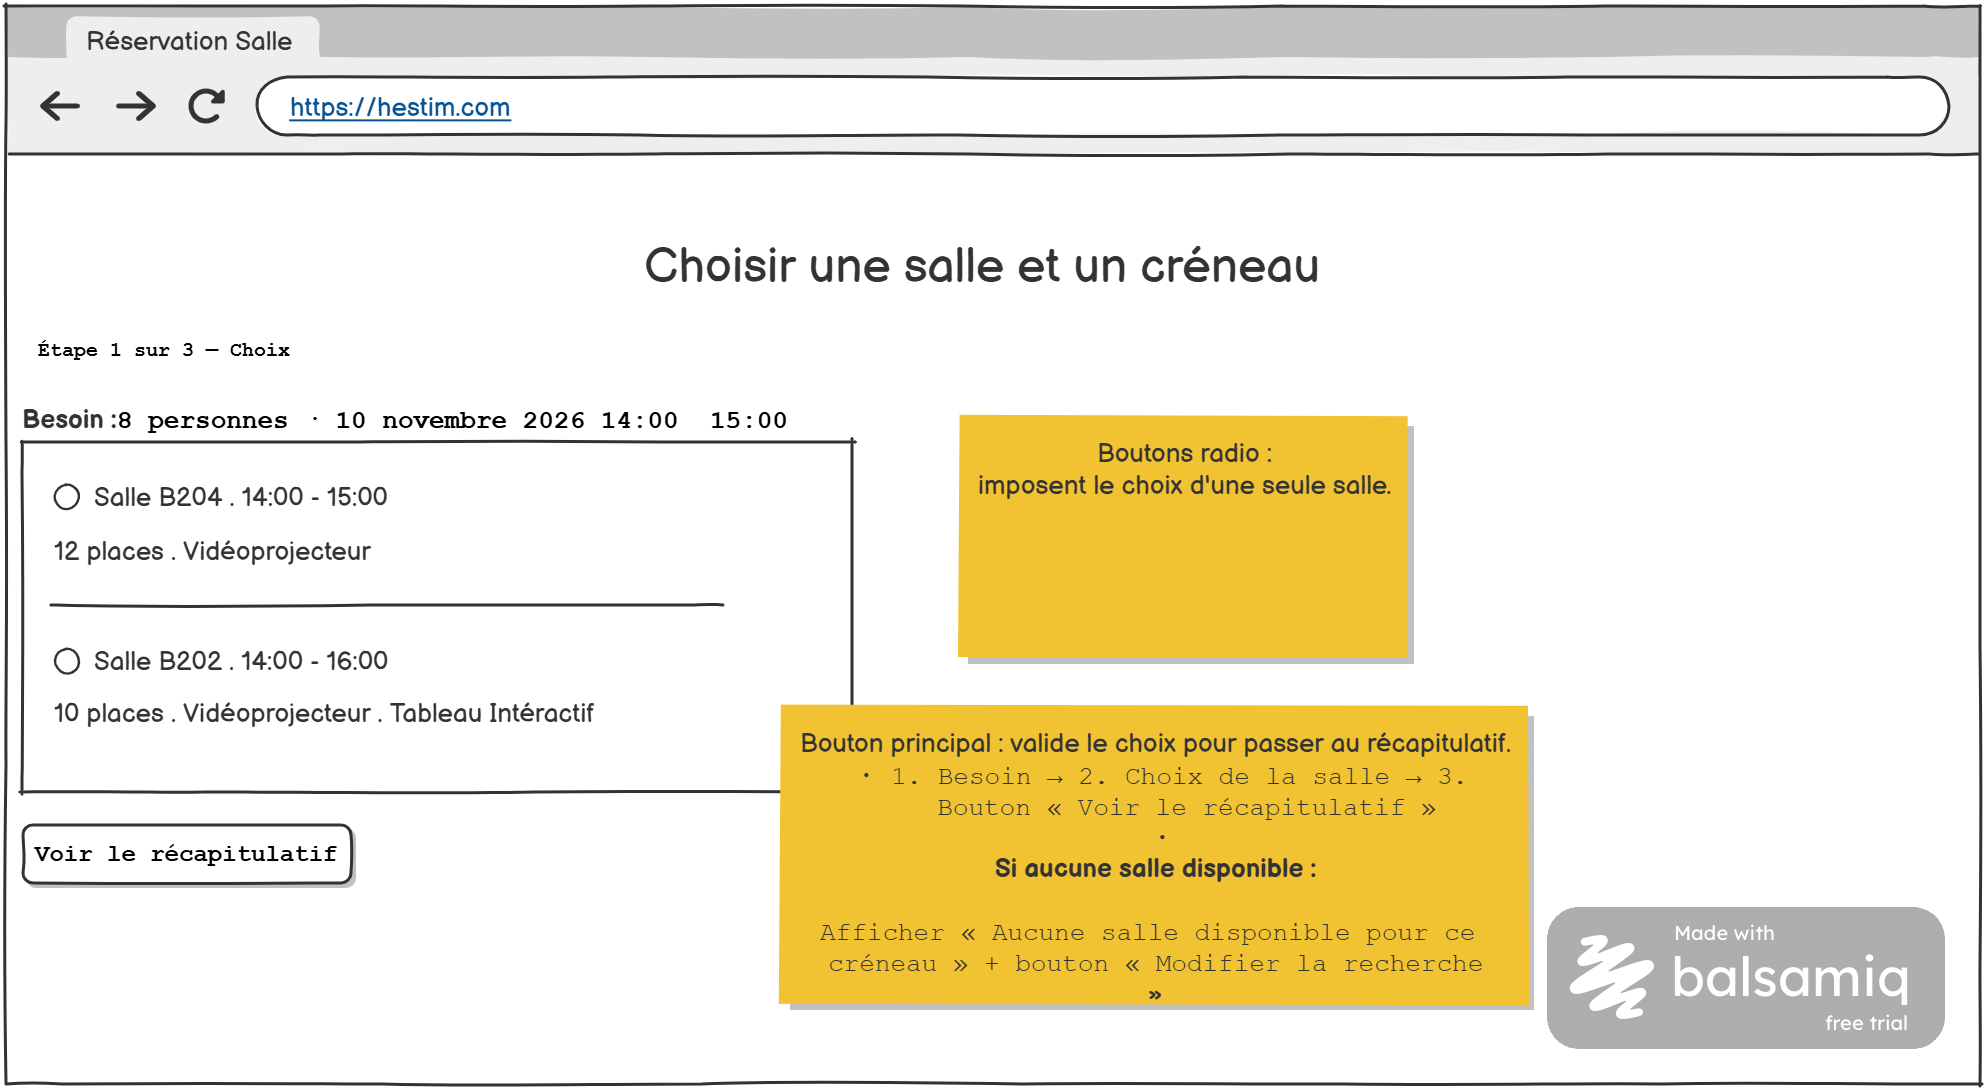 Réservation Salle
https://hestim.com
Choisir une salle et un créneau
Étape 1 sur 3 — Choix
Besoin :8 personnes · 10 novembre 2026 14:00  15:00
Salle B204 . 14:00 - 15:00
12 places . Vidéoprojecteur
Salle B202 . 14:00 - 16:00
10 places . Vidéoprojecteur . Tableau Intéractif
Voir le récapitulatif
Boutons radio :
imposent le choix d'une seule salle.
Bouton principal : valide le choix pour passer au récapitulatif.
· 1. Besoin → 2. Choix de la salle → 3.
Bouton « Voir le récapitulatif »
·
Si aucune salle disponible :
Afficher « Aucune salle disponible pour ce
créneau » + bouton « Modifier la recherche
»
Made with
balsamiq
free trial